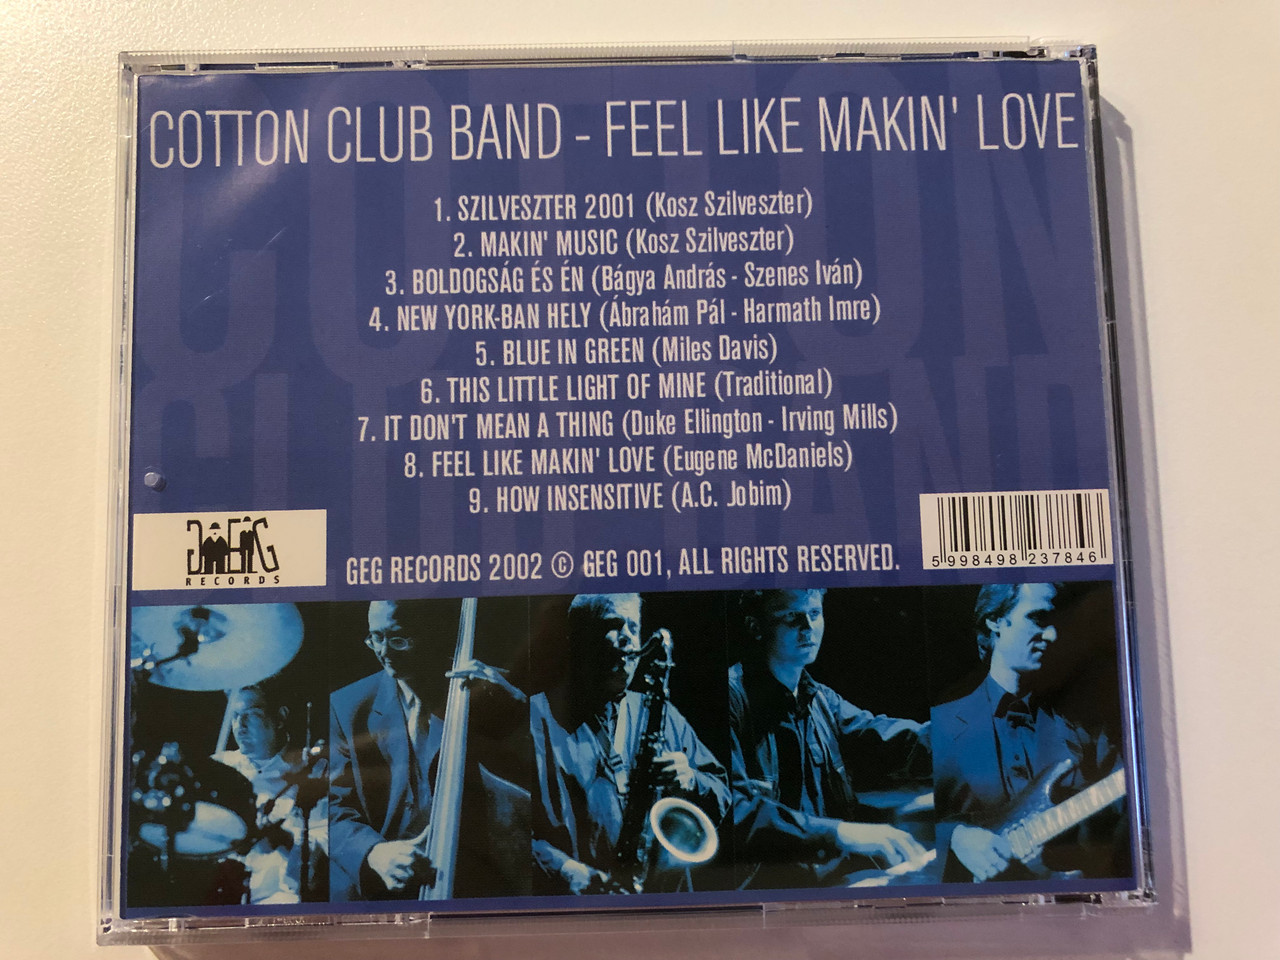 COTTON CLUB BAND - FEEL LIKE MAKIN' LOVE
1. SZILVESZTER 2001 (Kosz Szilveszter)
2. MAKIN' MUSIC (Kosz Szilveszter)
3. BOLDOGSÁG ÉS ÉN (Bágya András - Szenes Iván)
4. NEW YORK-BAN HELY (Ábrahám Pál - Harmath Imre)
5. BLUE IN GREEN (Miles Davis)
6. THIS LITTLE LIGHT OF MINE (Traditional)
7. IT DON'T MEAN A THING (Duke Ellington - Irving Mills)
8. FEEL LIKE MAKIN' LOVE (Eugene McDaniels)
9. HOW INSENSITIVE (A.C. Jobim)
RECORDS
GEG RECORDS 2002 © GEG 001, ALL RIGHTS RESERVED.
5 998498 237846
COTTON
CLUB BAND